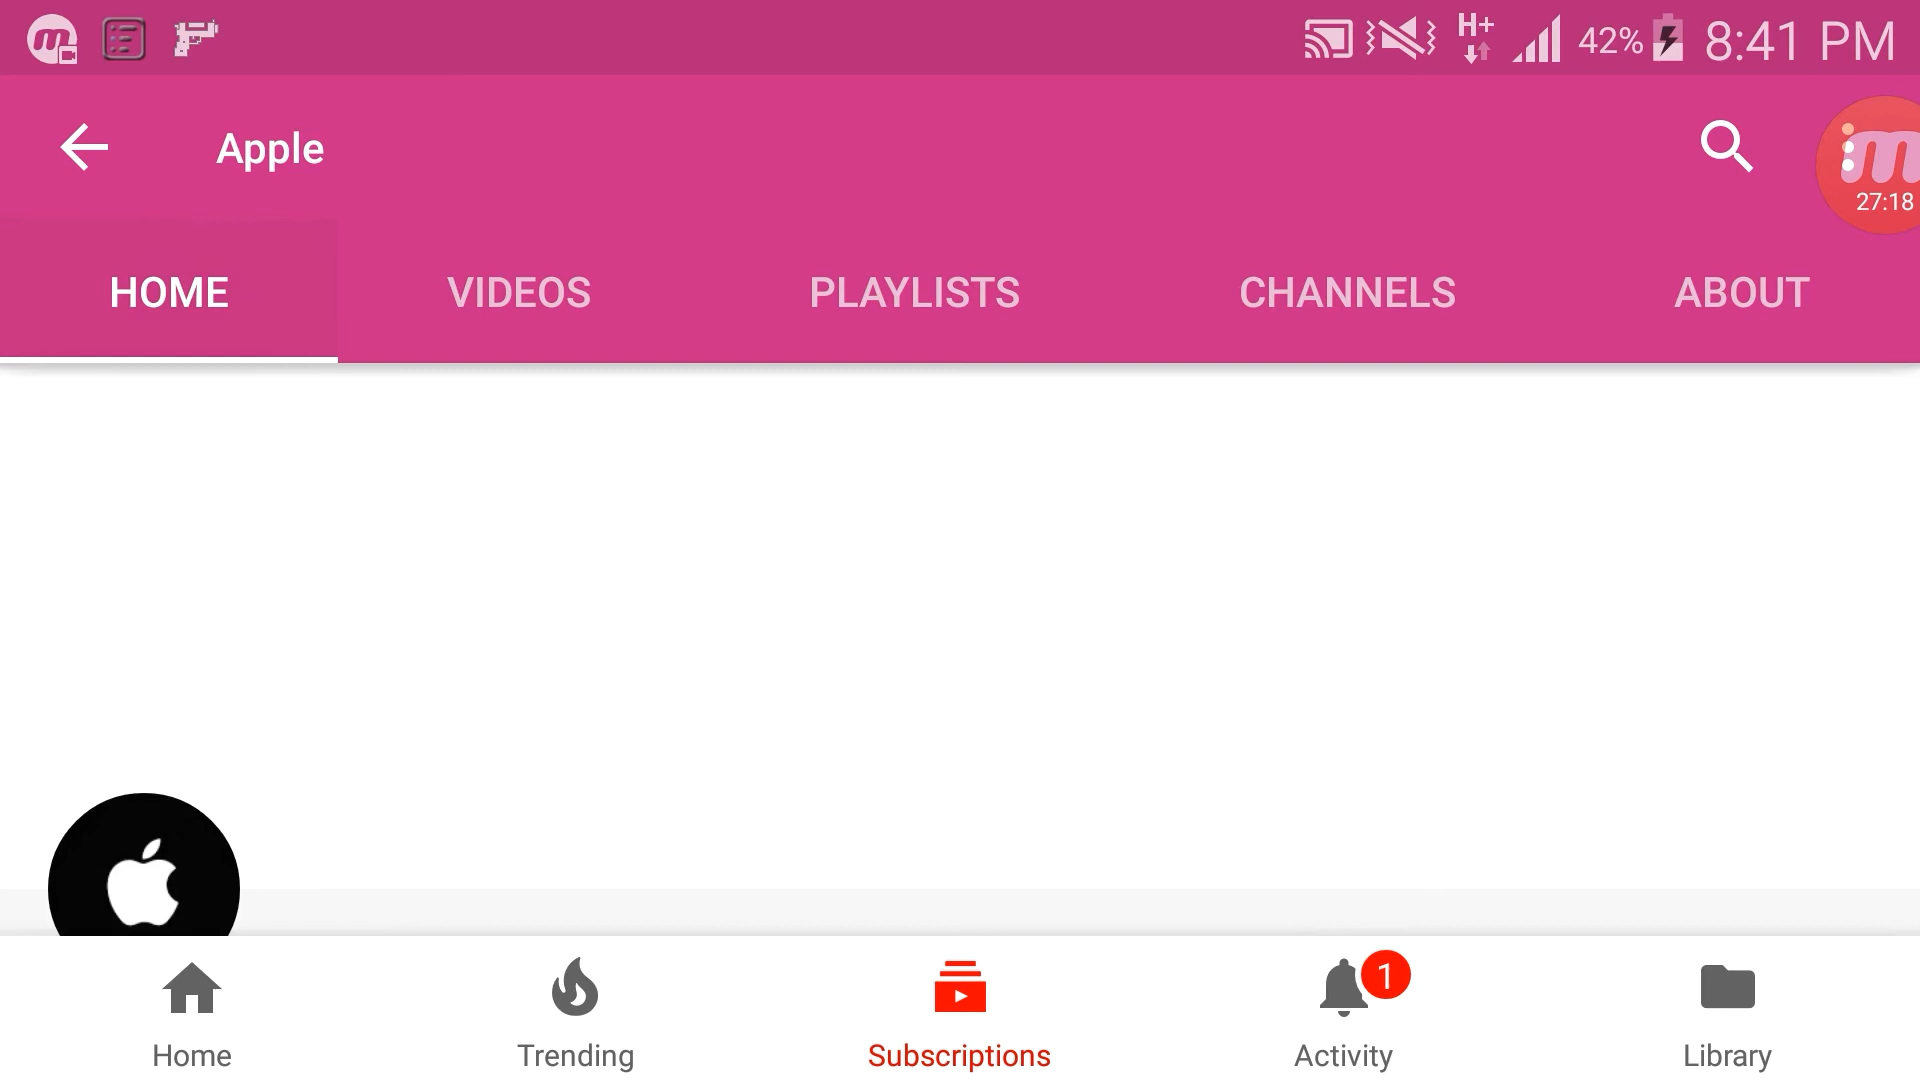 m H+ 42% 8:41 PM
Apple
m
27:18
HOME VIDEOS PLAYLISTS CHANNELS ABOUT
1
Home Trending Subscriptions Activity Library